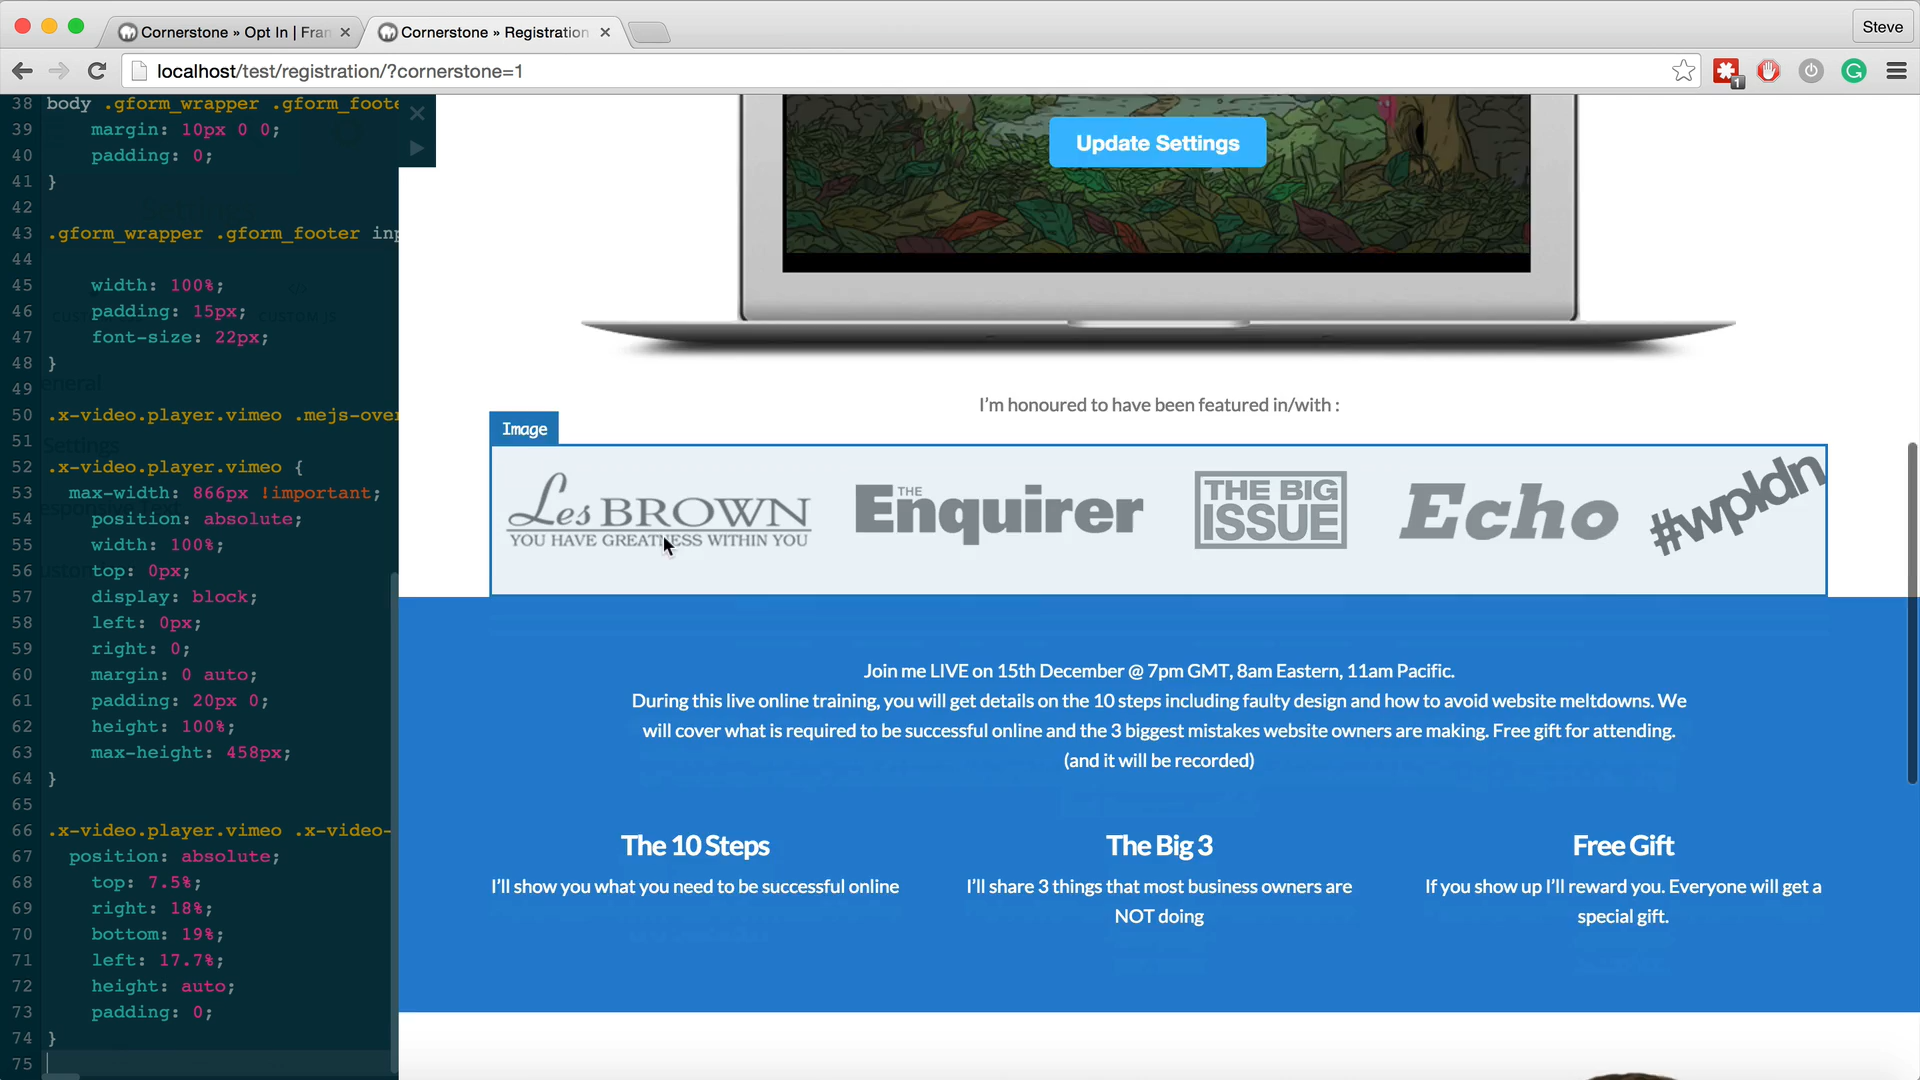 Cornerstone » Opt In | Fran
Cornerstone » Registration
Steve
localhost/test/registration/?cornerstone=1
1
38 body .gform_wrapper .gform_foote
39 margin: 10px 0 0;
40 padding: 0;
41 }
42
43 .gform_wrapper .gform_footer inp
44
45 width: 100%;
46 padding: 15px;
47 font-size: 22px;
48 }
49
50 .x-video.player.vimeo .mejs-over
51
52 .x-video.player.vimeo {
53 max-width: 866px !important;
54 position: absolute;
55 width: 100%;
56 top: 0px;
57 display: block;
58 left: 0px;
59 right: 0;
60 margin: 0 auto;
61 padding: 20px 0;
62 height: 100%;
63 max-height: 458px;
64 }
65
66 .x-video.player.vimeo .x-video-
67 position: absolute;
68 top: 7.5%;
69 right: 18%;
70 bottom: 19%;
71 left: 17.7%;
72 height: auto;
73 padding: 0;
74 }
75
Update Settings
I'm honoured to have been featured in/with :
Image
Les BROWN
YOU HAVE GREATNESS WITHIN YOU
THE Enquirer
THE BIG
ISSUE
Echo
#wpldn
Join me LIVE on 15th December @ 7pm GMT, 8am Eastern, 11am Pacific.
During this live online training, you will get details on the 10 steps including faulty design and how to avoid website meltdowns. We
will cover what is required to be successful online and the 3 biggest mistakes website owners are making. Free gift for attending.
(and it will be recorded)
The 10 Steps
I'll show you what you need to be successful online
The Big 3
I'll share 3 things that most business owners are
NOT doing
Free Gift
If you show up I'll reward you. Everyone will get a
special gift.